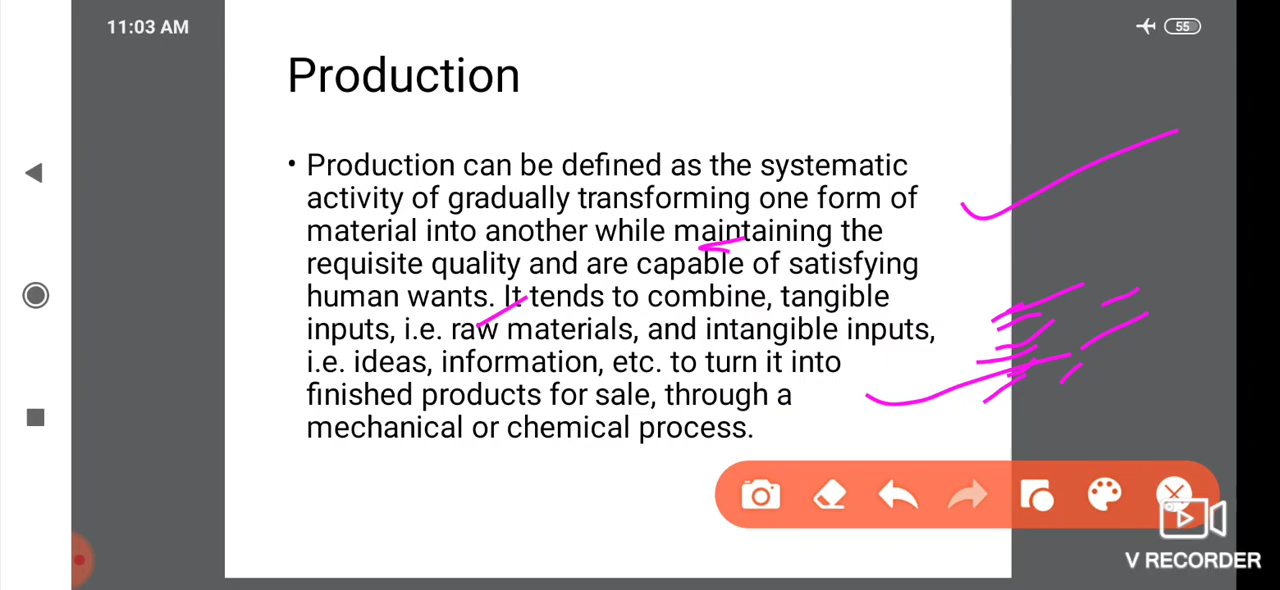 11:03 AM
55
Production
• Production can be defined as the systematic
activity of gradually transforming one form of
material into another while maintaining the
requisite quality and are capable of satisfying
human wants. It tends to combine, tangible
inputs, i.e. raw materials, and intangible inputs,
i.e. ideas, information, etc. to turn it into
finished products for sale, through a
mechanical or chemical process.
V RECORDER